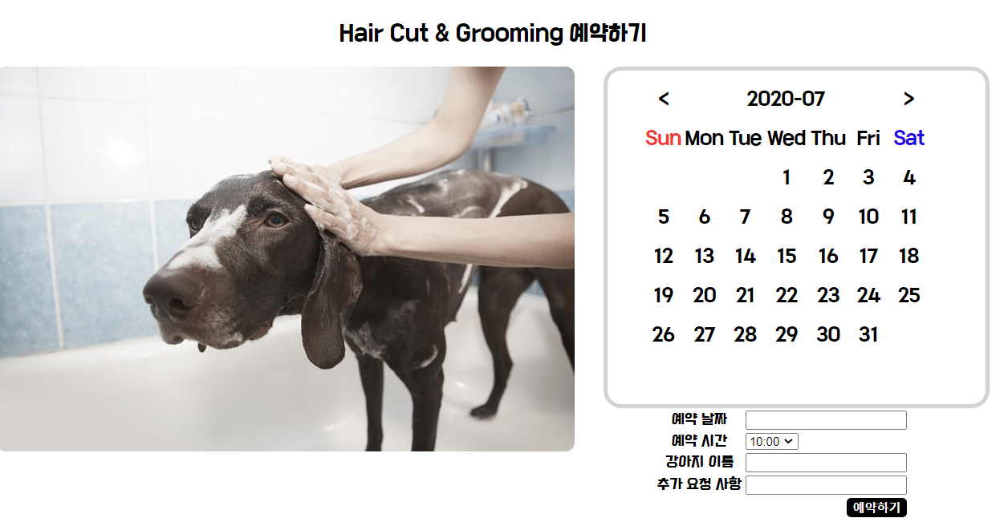 Hair Cut & Grooming 예약하기
< 2020-07 >
Sun Mon Tue Wed Thu Fri Sat
1 2 3 4
5 6 7 8 9 10 11
12 13 14 15 16 17 18
19 20 21 22 23 24 25
26 27 28 29 30 31
예약 날짜
예약 시간 10:00
강아지 이름
추가 요청 사항
예약하기